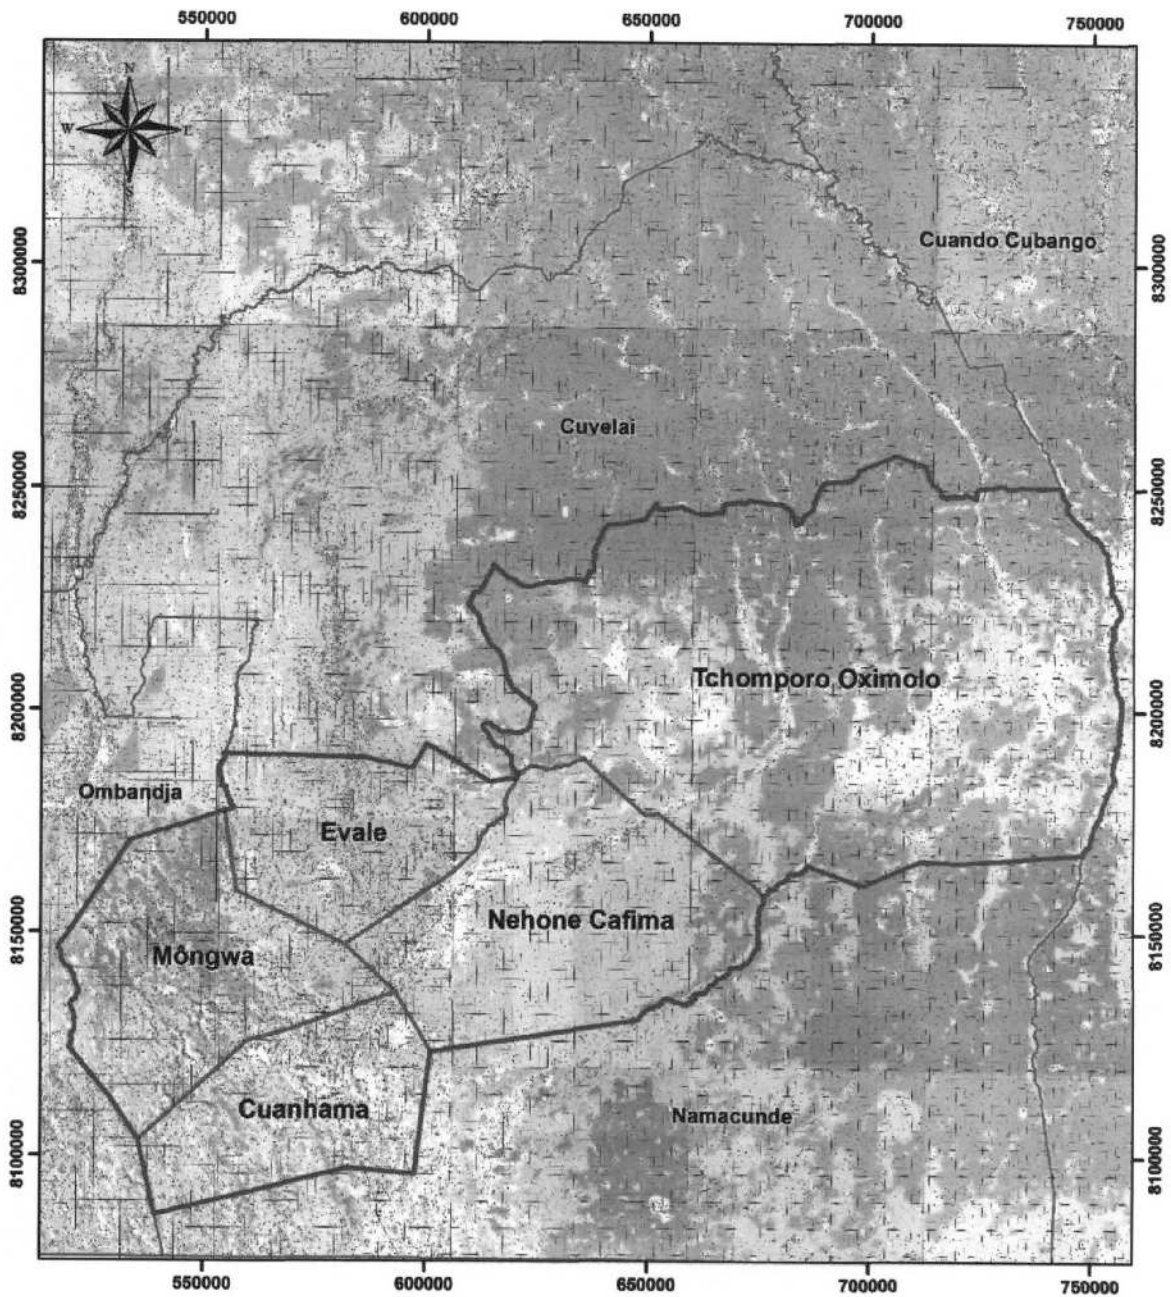 550000 600000 650000 700000 750000
N
W E
S
8300000 8300000
Cuando Cubango
Cuvelai
8250000 8250000
Tchomporo Oximolo
8200000 8200000
Ombandja
Evale
Nehone Cafima
8150000 8150000
Môngwa
Cuanhama
Namacunde
8100000 8100000
550000 600000 650000 700000 750000